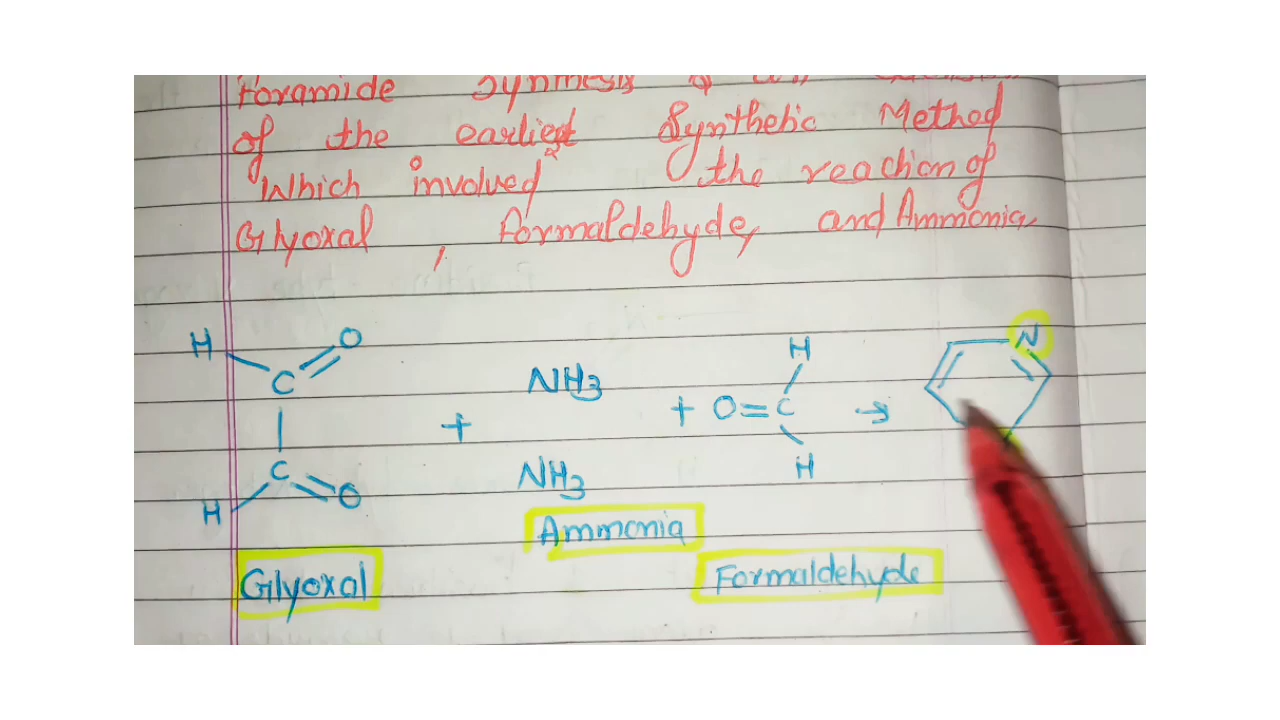 Foramide Synthesis
of the earliest Synthetic Method
which involved the reaction of
Glyoxal , Formaldehyde, and Ammonia,
H O N H
C NH3 + O=C →
+
C NH3 H
H O
Ammonia
Glyoxal Formaldehyde